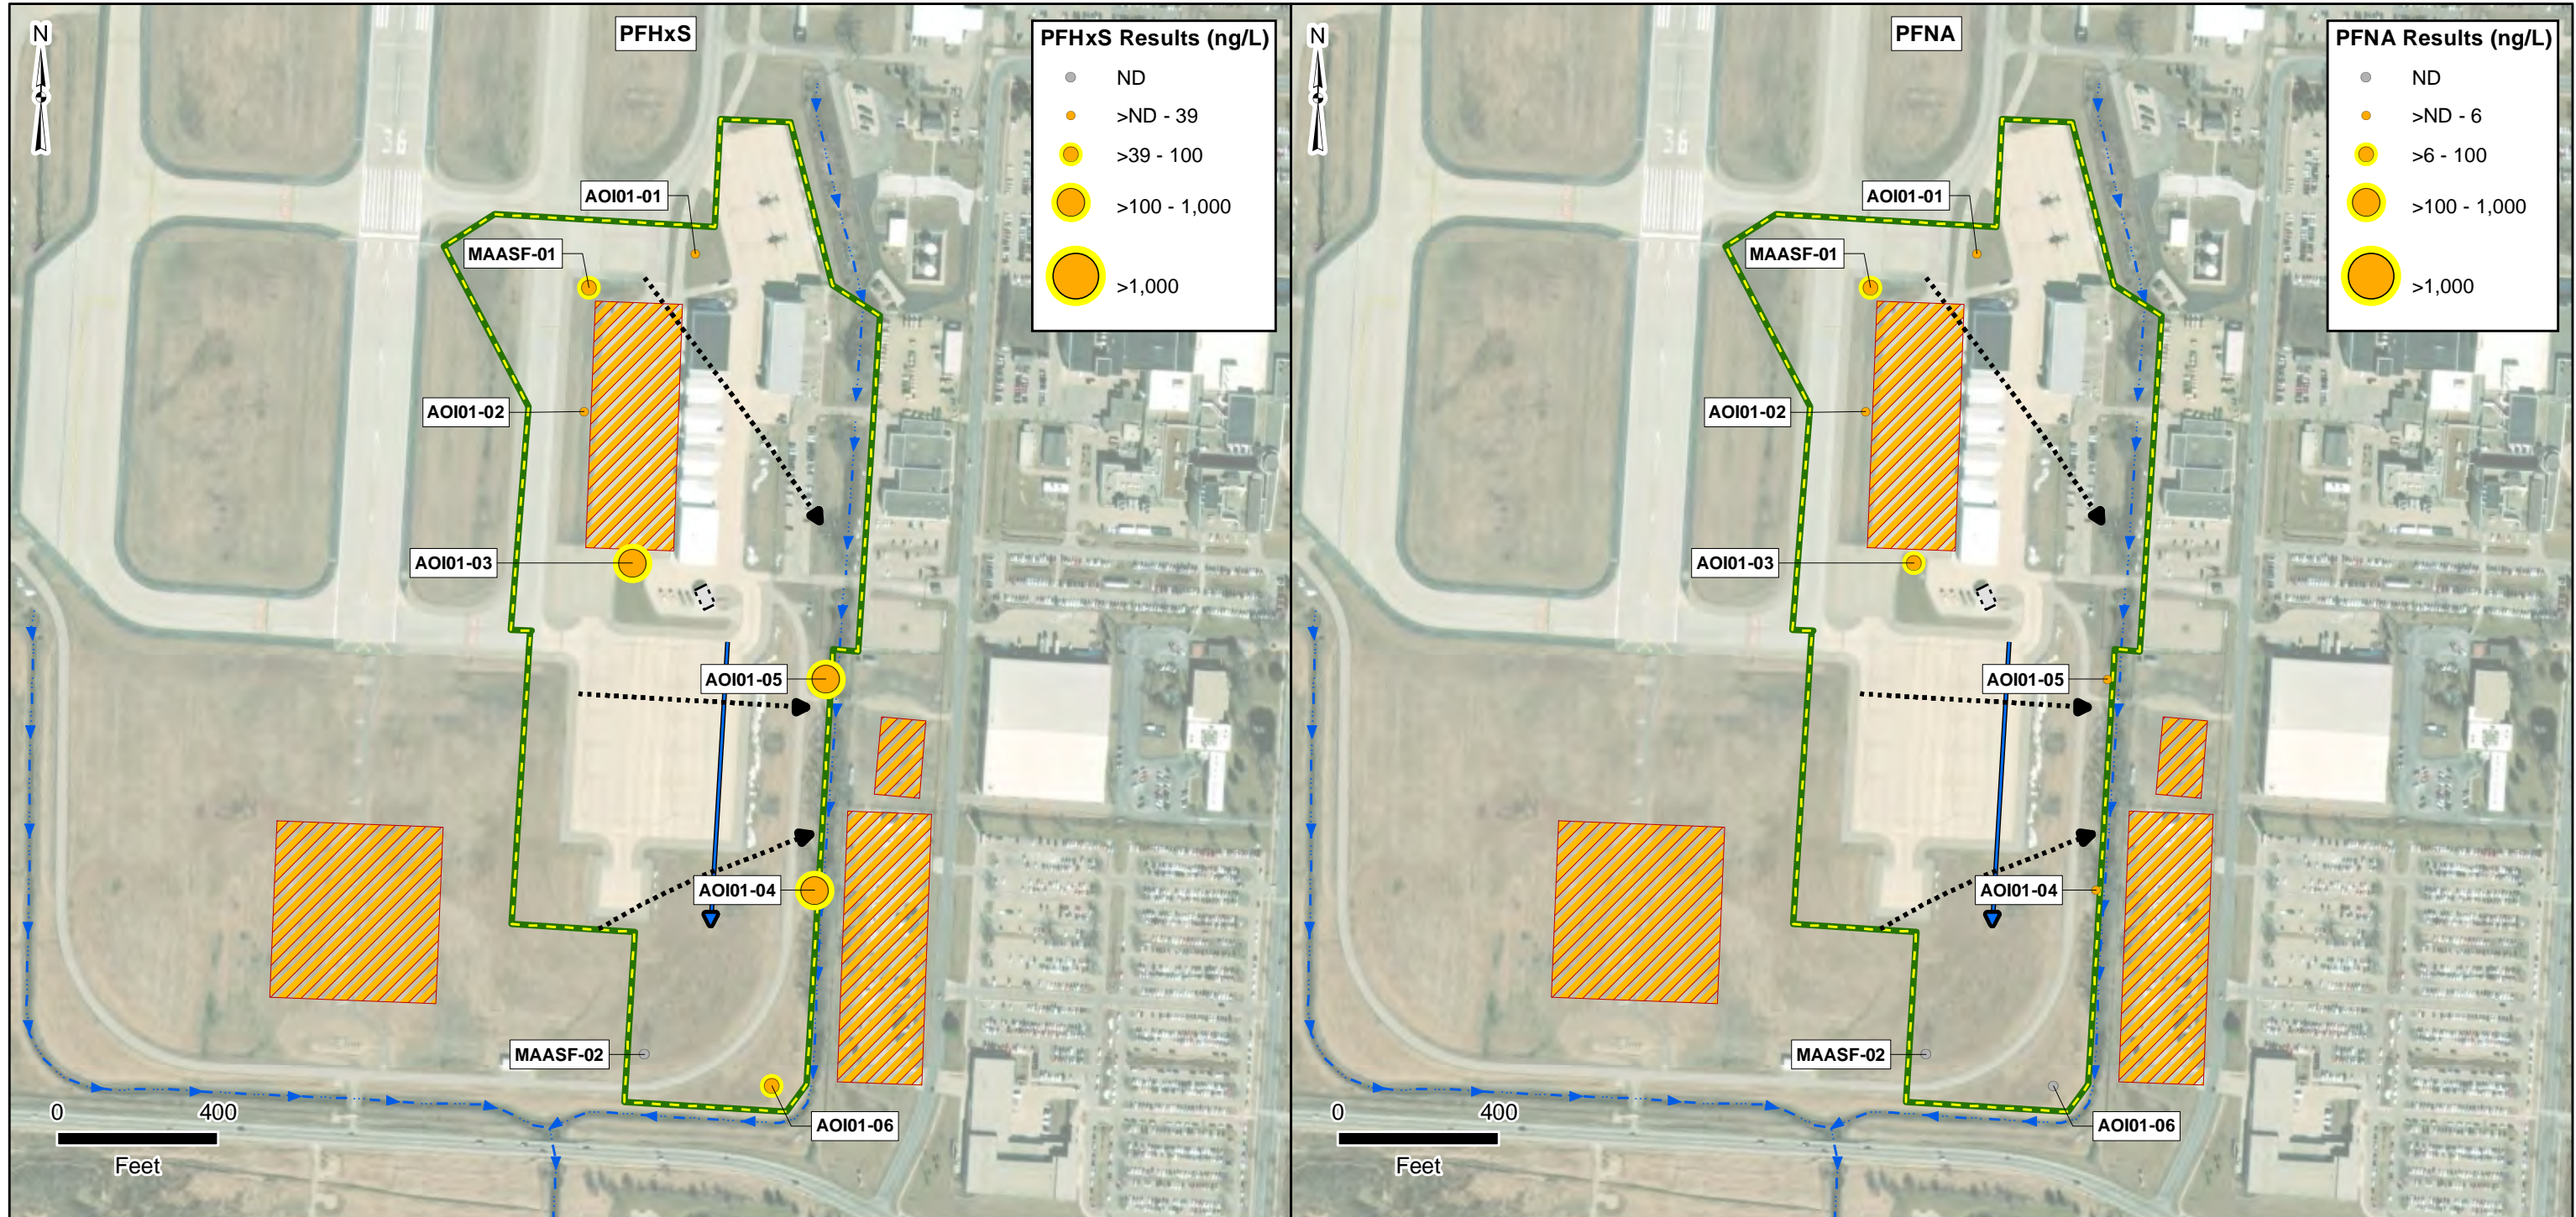 PFHxS
N
PFHxS Results (ng/L)
ND
>ND - 39
>39 - 100
>100 - 1,000
>1,000
36
AOI01-01
MAASF-01
AOI01-02
AOI01-03
AOI01-05
AOI01-04
MAASF-02
AOI01-06
0 400
Feet
PFNA
N
PFNA Results (ng/L)
ND
>ND - 6
>6 - 100
>100 - 1,000
>1,000
36
AOI01-01
MAASF-01
AOI01-02
AOI01-03
AOI01-05
AOI01-04
MAASF-02
AOI01-06
0 400
Feet